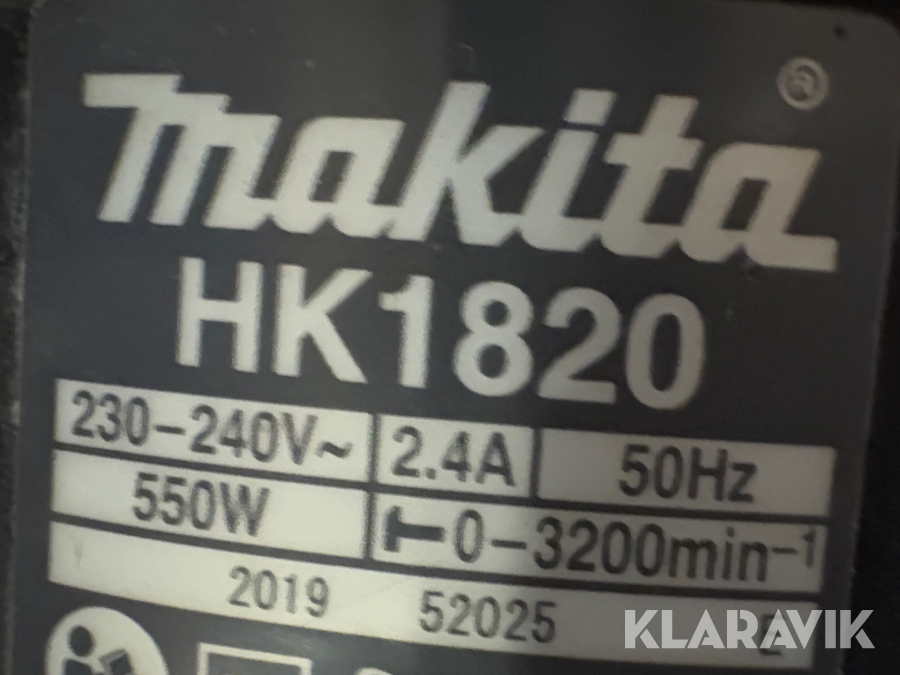 makita®
HK1820
230-240V~ 2.4A 50Hz
550W 0-3200min-1
2019 52025 E
KLARAVIK